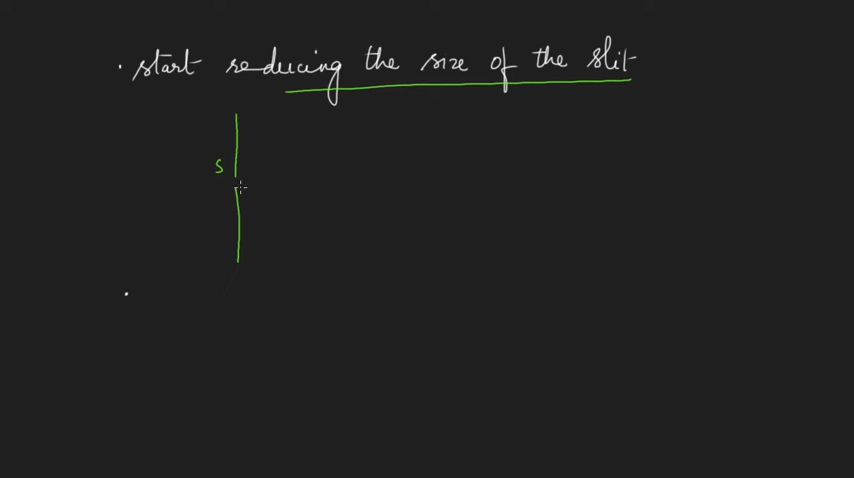 . start reducing the size of the slit
S
.